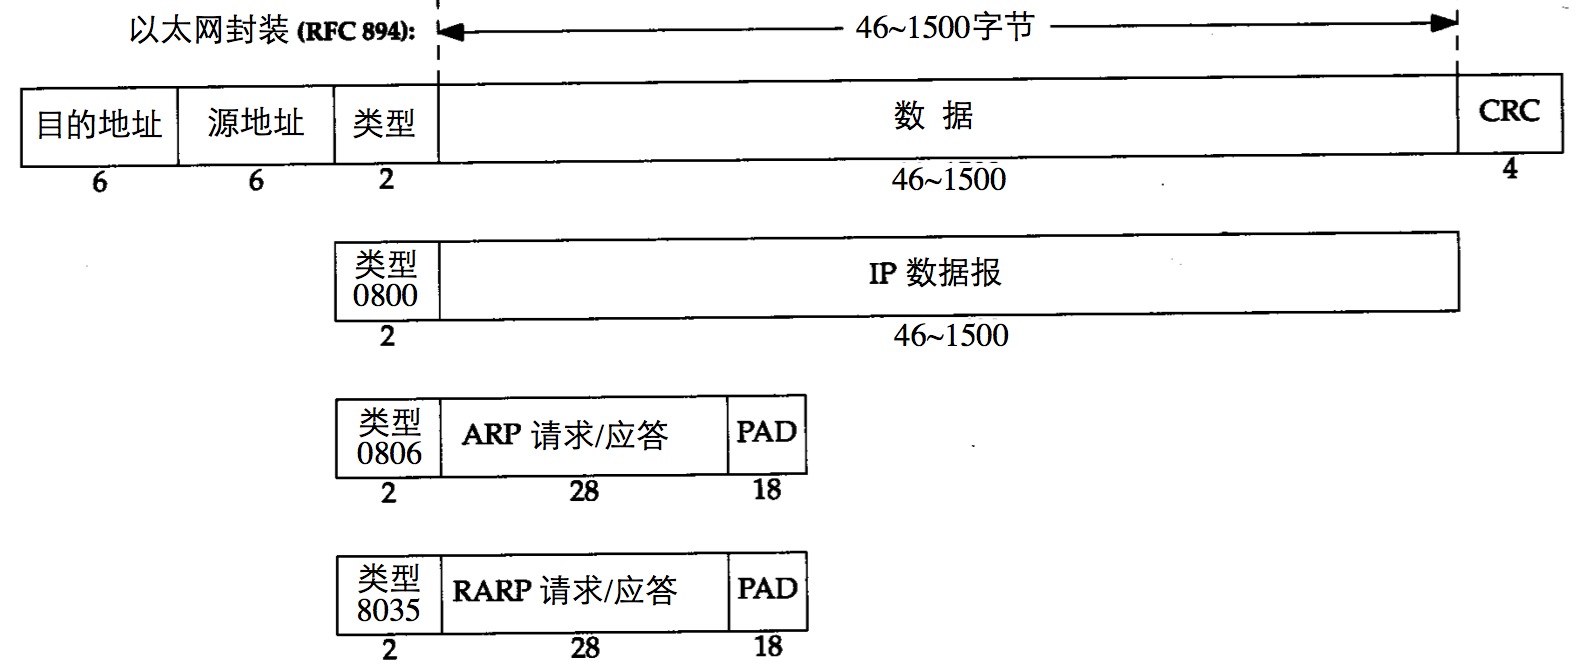 以太网封装 (RFC 894):
46~1500字节
目的地址 源地址 类型 数 据 CRC
6 6 2 46~1500 4
类型
0800
IP 数据报
2 46~1500
类型
0806
ARP 请求/应答 PAD
2 28 18
类型
8035
RARP 请求/应答 PAD
2 28 18